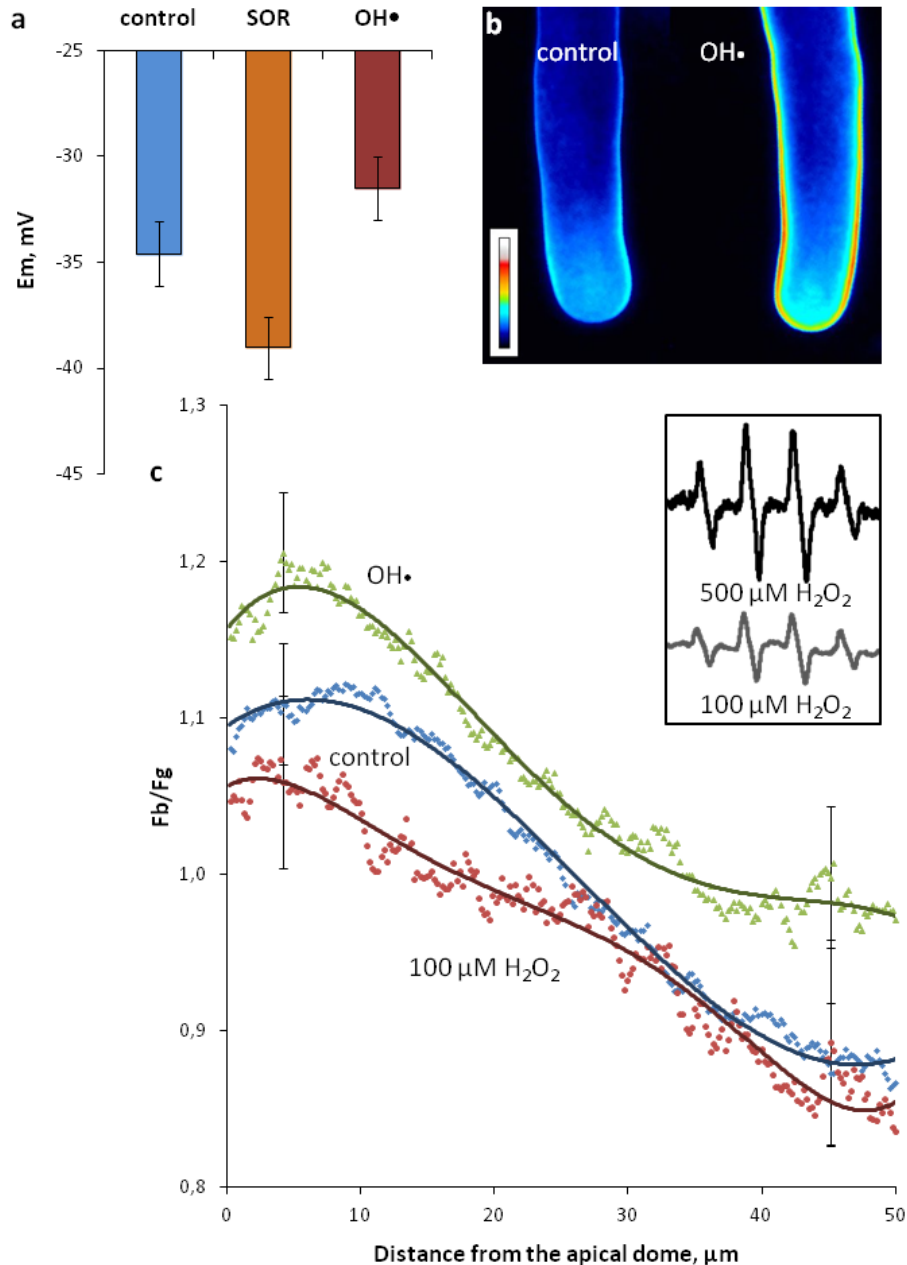 a
control SOR OH•
-25
-30
-35
-40
-45
Em, mV
b
control OH•
c
1,3
1,2
1,1
1,0
0,9
0,8
Fb/Fg
OH•
control
100 μM H₂O₂
500 μM H₂O₂
100 μM H₂O₂
0 10 20 30 40 50
Distance from the apical dome, μm